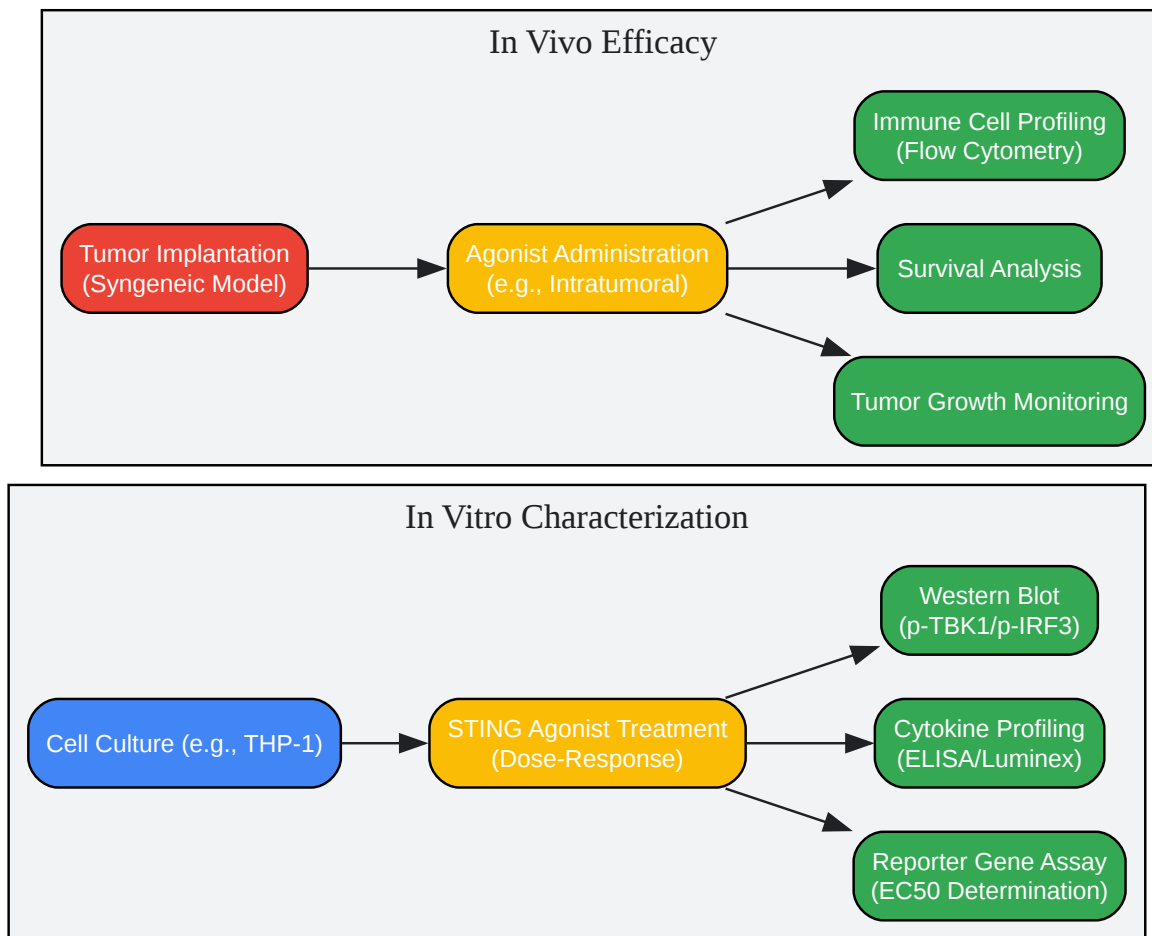 In Vivo Efficacy
Immune Cell Profiling
(Flow Cytometry)
Tumor Implantation
(Syngeneic Model)
Agonist Administration
(e.g., Intratumoral)
Survival Analysis
Tumor Growth Monitoring
In Vitro Characterization
Western Blot
(p-TBK1/p-IRF3)
Cell Culture (e.g., THP-1)
STING Agonist Treatment
(Dose-Response)
Cytokine Profiling
(ELISA/Luminex)
Reporter Gene Assay
(EC50 Determination)